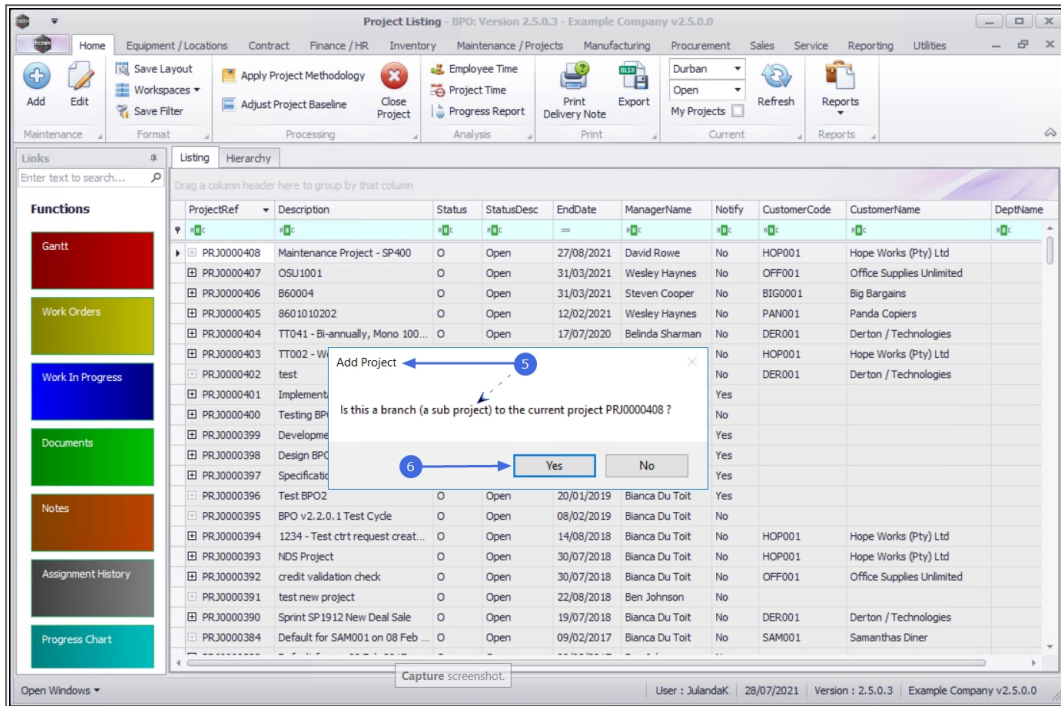 Project Listing - BPO: Version 2.5.0.3 - Example Company v2.5.0.0
Home Equipment / Locations Contract Finance / HR Inventory Maintenance / Projects Manufacturing Procurement Sales Service Reporting Utilities
Add
Edit
Save Layout
Workspaces
Save Filter
Apply Project Methodology
Adjust Project Baseline
Close Project
Employee Time
Project Time
Progress Report
Print Delivery Note
Export
Durban
Open
My Projects
Refresh
Reports
Maintenance Format Processing Analysis Print Current Reports
Links
Enter text to search...
Functions
Gantt
Work Orders
Work In Progress
Documents
Notes
Assignment History
Progress Chart
Listing Hierarchy
Drag a column header here to group by that column
ProjectRef Description Status StatusDesc EndDate ManagerName Notify CustomerCode CustomerName DeptName
PRJ0000408 Maintenance Project - SP400 O Open 27/08/2021 David Rowe No HOP001 Hope Works (Pty) Ltd
PRJ0000407 OSU1001 O Open 31/03/2021 Wesley Haynes No OFF001 Office Supplies Unlimited
PRJ0000406 B60004 O Open 31/03/2021 Steven Cooper No BIG0001 Big Bargains
PRJ0000405 8601010202 O Open 12/02/2021 Wesley Haynes No PAN001 Panda Copiers
PRJ0000404 TT041 - Bi-annually, Mono 100... O Open 17/07/2020 Belinda Sharman No DER001 Derton / Technologies
PRJ0000403 TT002 - W No HOP001 Hope Works (Pty) Ltd
PRJ0000402 test No DER001 Derton / Technologies
PRJ0000401 Implement Yes
PRJ0000400 Testing BP No
PRJ0000399 Developme Yes
PRJ0000398 Design BPO Yes
PRJ0000397 Specificatio Yes
PRJ0000396 Test BPO2 O Open 20/01/2019 Bianca Du Toit Yes
PRJ0000395 BPO v2.2.0.1 Test Cycle O Open 08/02/2019 Bianca Du Toit No
PRJ0000394 1234 - Test ctrt request creat... O Open 14/08/2018 Bianca Du Toit No HOP001 Hope Works (Pty) Ltd
PRJ0000393 NDS Project O Open 30/07/2018 Bianca Du Toit No HOP001 Hope Works (Pty) Ltd
PRJ0000392 credit validation check O Open 30/07/2018 Bianca Du Toit No OFF001 Office Supplies Unlimited
PRJ0000391 test new project O Open 22/08/2018 Ben Johnson No
PRJ0000390 Sprint SP1912 New Deal Sale O Open 19/07/2018 Bianca Du Toit No DER001 Derton / Technologies
PRJ0000384 Default for SAM001 on 08 Feb ... O Open 09/02/2017 Bianca Du Toit No SAM001 Samanthas Diner
Add Project
5
Is this a branch (a sub project) to the current project PRJ0000408 ?
6
Yes No
Capture screenshot.
Open Windows User : JulandaK 28/07/2021 Version : 2.5.0.3 Example Company v2.5.0.0